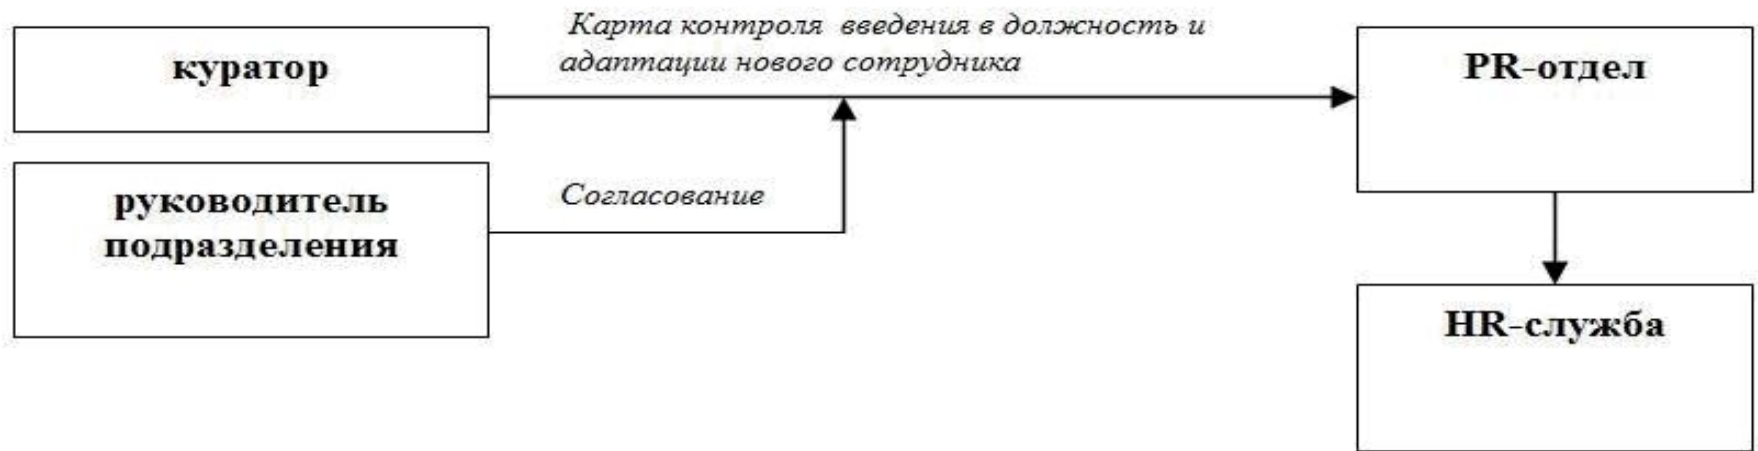 куратор
Карта контроля введения в должность и
адаптации нового сотрудника
PR-отдел
руководитель
подразделения
Согласование
HR-служба